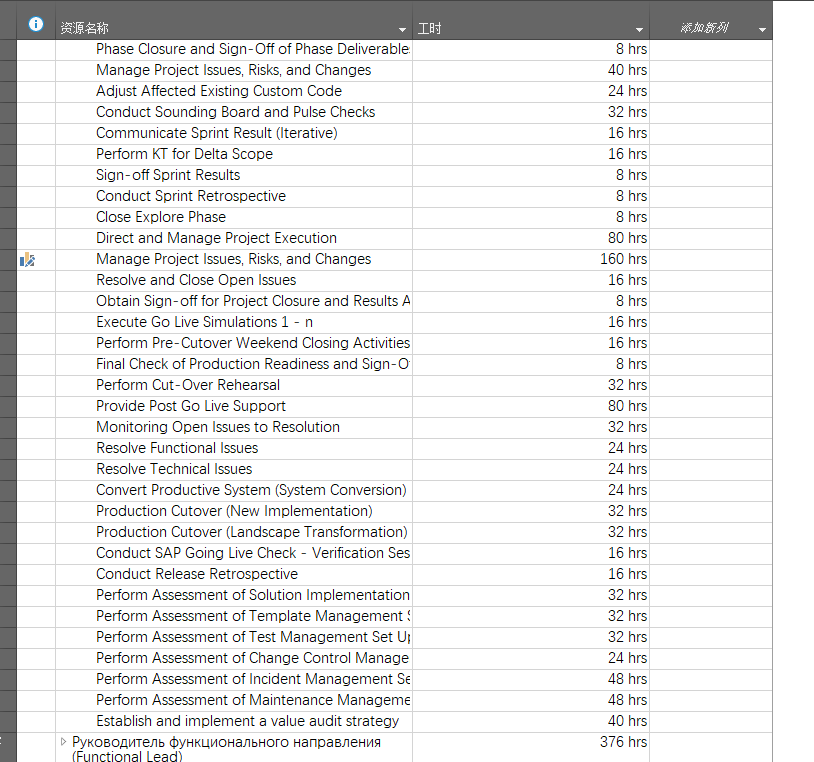 资源名称 工时 添加新列
Phase Closure and Sign-Off of Phase Deliverable 8 hrs
Manage Project Issues, Risks, and Changes 40 hrs
Adjust Affected Existing Custom Code 24 hrs
Conduct Sounding Board and Pulse Checks 32 hrs
Communicate Sprint Result (Iterative) 16 hrs
Perform KT for Delta Scope 16 hrs
Sign-off Sprint Results 8 hrs
Conduct Sprint Retrospective 8 hrs
Close Explore Phase 8 hrs
Direct and Manage Project Execution 80 hrs
Manage Project Issues, Risks, and Changes 160 hrs
Resolve and Close Open Issues 16 hrs
Obtain Sign-off for Project Closure and Results A 8 hrs
Execute Go Live Simulations 1 - n 16 hrs
Perform Pre-Cutover Weekend Closing Activities 16 hrs
Final Check of Production Readiness and Sign-O 8 hrs
Perform Cut-Over Rehearsal 32 hrs
Provide Post Go Live Support 80 hrs
Monitoring Open Issues to Resolution 32 hrs
Resolve Functional Issues 24 hrs
Resolve Technical Issues 24 hrs
Convert Productive System (System Conversion) 24 hrs
Production Cutover (New Implementation) 32 hrs
Production Cutover (Landscape Transformation) 32 hrs
Conduct SAP Going Live Check - Verification Ses 16 hrs
Conduct Release Retrospective 16 hrs
Perform Assessment of Solution Implementation 32 hrs
Perform Assessment of Template Management S 32 hrs
Perform Assessment of Test Management Set U 32 hrs
Perform Assessment of Change Control Manage 24 hrs
Perform Assessment of Incident Management Se 48 hrs
Perform Assessment of Maintenance Manageme 48 hrs
Establish and implement a value audit strategy 40 hrs
Руководитель функционального направления 376 hrs
(Functional Lead)